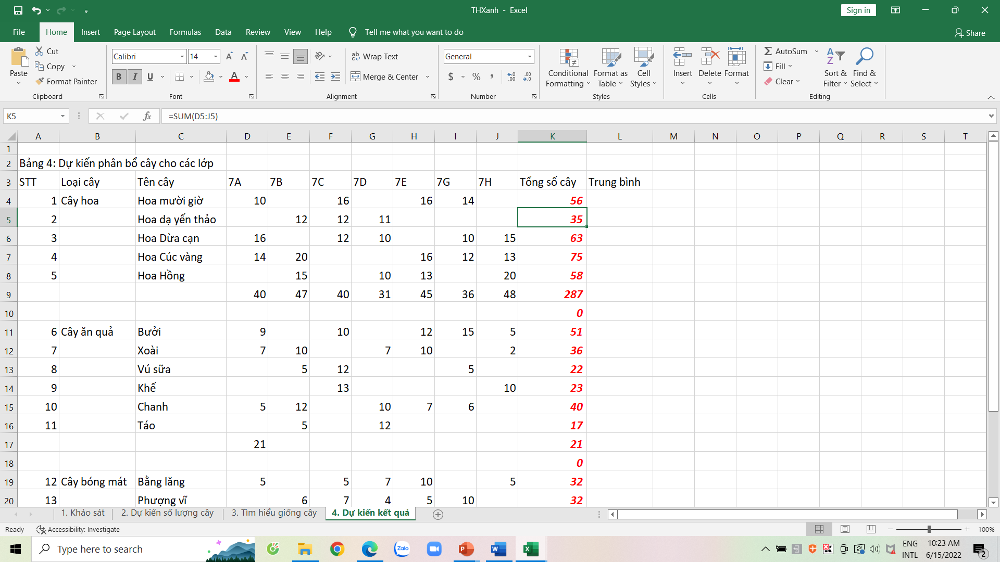 THXanh - Excel
Sign in
File Home Insert Page Layout Formulas Data Review View Help Tell me what you want to do Share
Paste Cut Copy Format Painter Clipboard
Calibri 14 B I U Font
Wrap Text Merge & Center Alignment
General $ % Number
Conditional Formatting Format as Table Cell Styles Styles
Insert Delete Format Cells
AutoSum Fill Clear Sort & Filter Find & Select Editing
K5 fx =SUM(D5:J5)
A B C D E F G H I J K L M N O P Q R S T
1
2 Bảng 4: Dự kiến phân bổ cây cho các lớp
3 STT Loại cây Tên cây 7A 7B 7C 7D 7E 7G 7H Tổng số cây Trung bình
4 1 Cây hoa Hoa mười giờ 10 16 16 14 56
5 2 Hoa dạ yến thảo 12 12 11 35
6 3 Hoa Dừa cạn 16 12 10 10 15 63
7 4 Hoa Cúc vàng 14 20 16 12 13 75
8 5 Hoa Hồng 15 10 13 20 58
9 40 47 40 31 45 36 48 287
10 0
11 6 Cây ăn quả Bưởi 9 10 12 15 5 51
12 7 Xoài 7 10 7 10 2 36
13 8 Vú sữa 5 12 5 22
14 9 Khế 13 10 23
15 10 Chanh 5 12 10 7 6 40
16 11 Táo 5 12 17
17 21 21
18 0
19 12 Cây bóng mát Bằng lăng 5 5 7 10 5 32
20 13 Phượng vĩ 6 7 4 5 10 32
1. Khảo sát 2. Dự kiến số lượng cây 3. Tìm hiểu giống cây 4. Dự kiến kết quả
Ready Accessibility: Investigate 100%
Type here to search Zalo ENG INTL 10:23 AM 6/15/2022 2